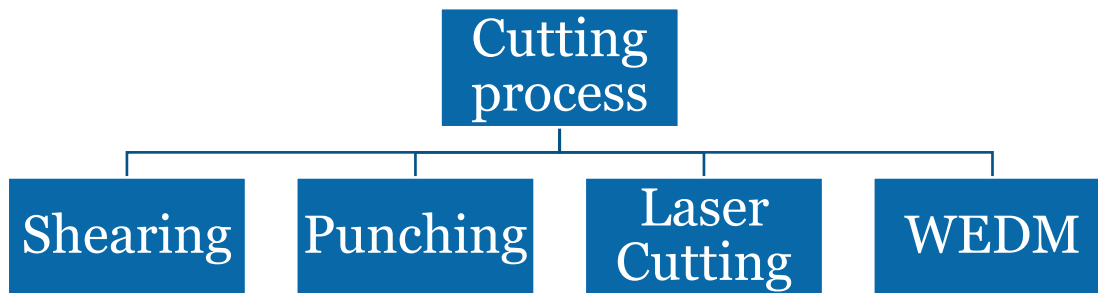 Cutting
process
Shearing
Punching
Laser
Cutting
WEDM